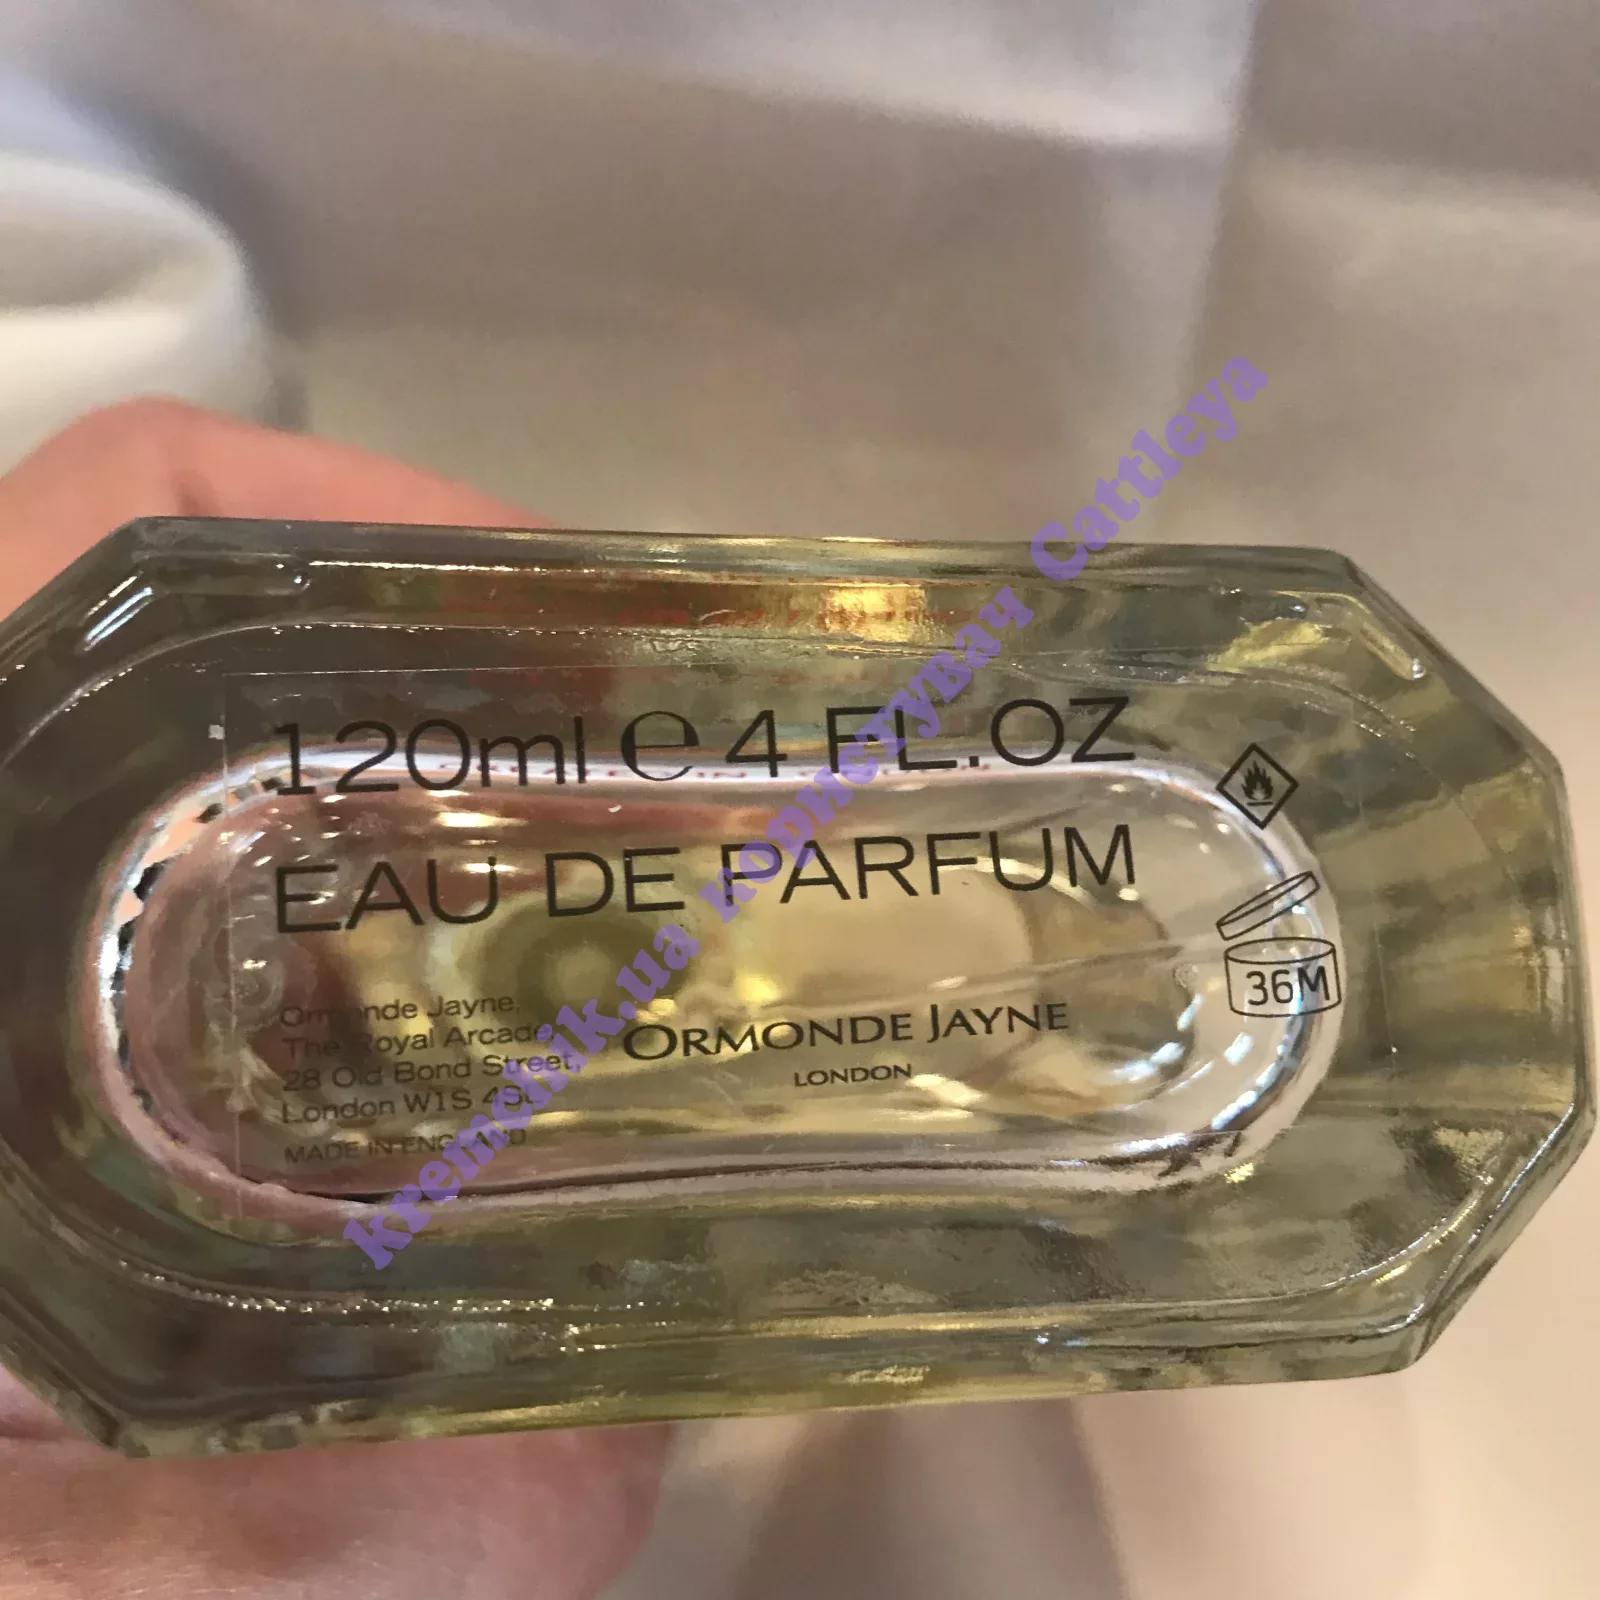 120ml e 4 FL.OZ
EAU DE PARFUM
36M
Ormonde Jayne,
The Royal Arcade,
28 Old Bond Street,
London W1S 4SL
MADE IN ENGLAND
ORMONDE JAYNE
LONDON
kremchik.ua користувач Cattleya